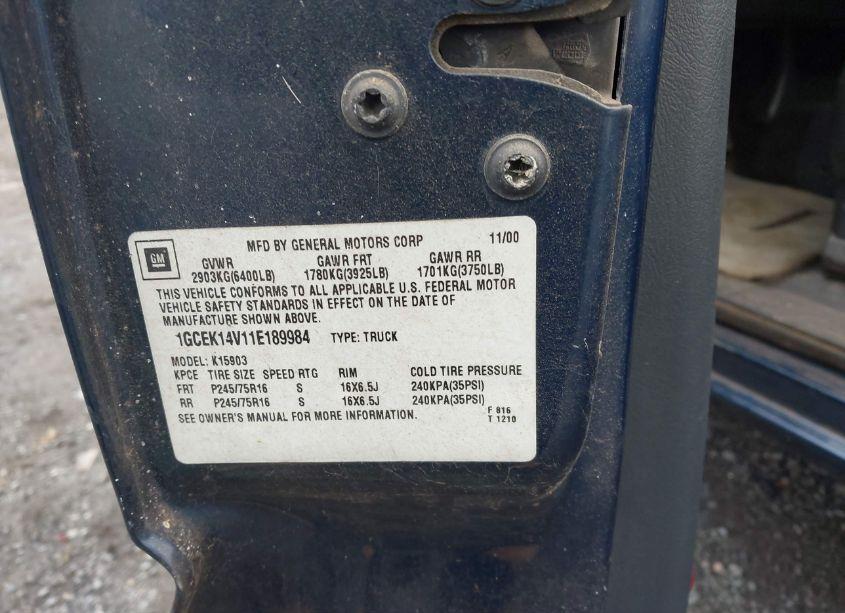 GM
MFD BY GENERAL MOTORS CORP 11/00
GVWR GAWR FRT GAWR RR
2903KG(6400LB) 1780KG(3925LB) 1701KG(3750LB)
THIS VEHICLE CONFORMS TO ALL APPLICABLE U.S. FEDERAL MOTOR
VEHICLE SAFETY STANDARDS IN EFFECT ON THE DATE OF
MANUFACTURE SHOWN ABOVE.
1GCEK14V11E189984 TYPE: TRUCK
MODEL: K15903
KPCE TIRE SIZE SPEED RTG RIM COLD TIRE PRESSURE
FRT P245/75R16 S 16X6.5J 240KPA(35PSI)
RR P245/75R16 S 16X6.5J 240KPA(35PSI)
SEE OWNER'S MANUAL FOR MORE INFORMATION. F 816
T 1210